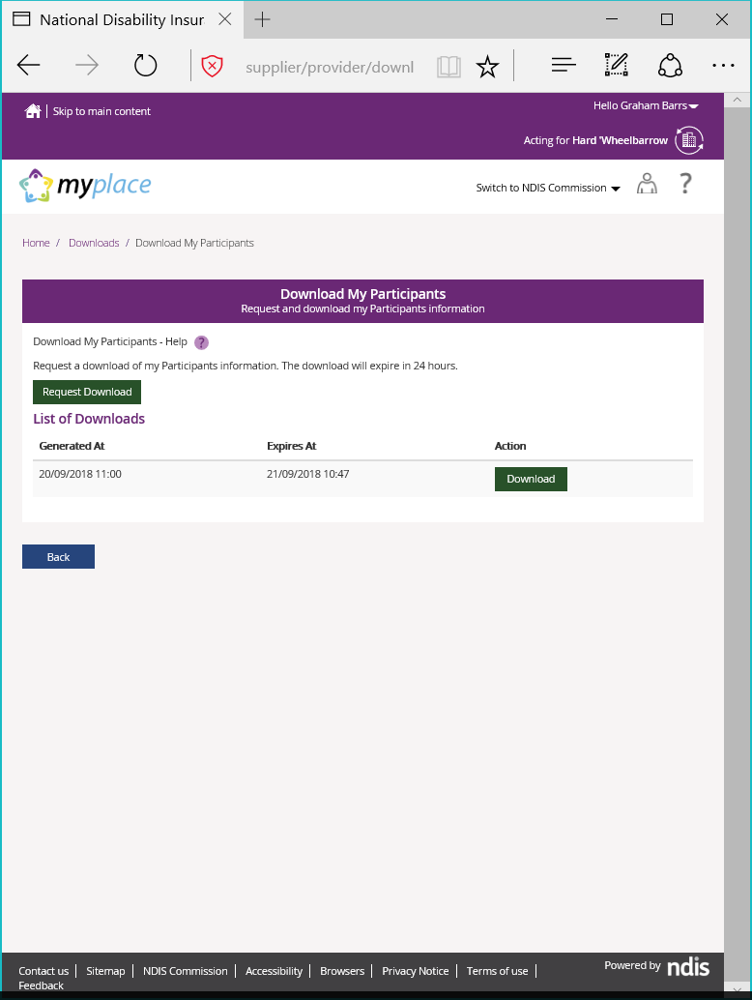 National Disability Insur
supplier/provider/downl
Skip to main content
Hello Graham Barrs
Acting for Hard 'Wheelbarrow
myplace
Switch to NDIS Commission
?
Home / Downloads / Download My Participants
Download My Participants
Request and download my Participants information
Download My Participants - Help ?
Request a download of my Participants information. The download will expire in 24 hours.
Request Download
List of Downloads
Generated At Expires At Action
20/09/2018 11:00 21/09/2018 10:47 Download
Back
Contact us | Sitemap | NDIS Commission | Accessibility | Browsers | Privacy Notice | Terms of use |
Feedback
Powered by ndis